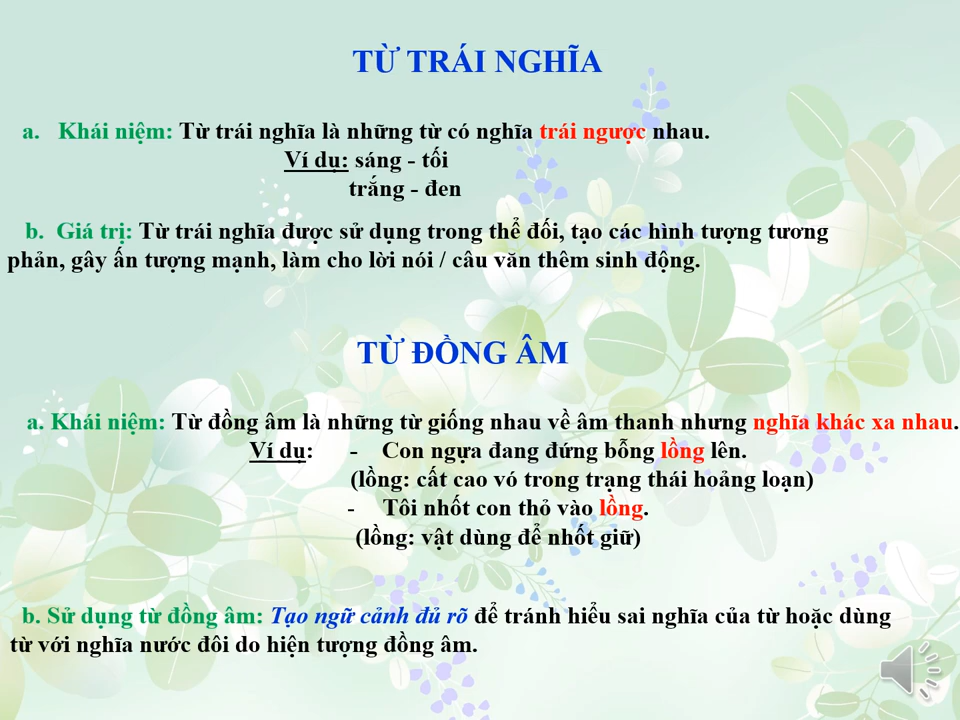 TỪ TRÁI NGHĨA
a. Khái niệm: Từ trái nghĩa là những từ có nghĩa trái ngược nhau.
Ví dụ: sáng - tối
trắng - đen
b. Giá trị: Từ trái nghĩa được sử dụng trong thể đối, tạo các hình tượng tương
phản, gây ấn tượng mạnh, làm cho lời nói / câu văn thêm sinh động.
TỪ ĐỒNG ÂM
a. Khái niệm: Từ đồng âm là những từ giống nhau về âm thanh nhưng nghĩa khác xa nhau.
Ví dụ: - Con ngựa đang đứng bỗng lồng lên.
(lồng: cất cao vó trong trạng thái hoảng loạn)
- Tôi nhốt con thỏ vào lồng.
(lồng: vật dùng để nhốt giữ)
b. Sử dụng từ đồng âm: Tạo ngữ cảnh đủ rõ để tránh hiểu sai nghĩa của từ hoặc dùng
từ với nghĩa nước đôi do hiện tượng đồng âm.